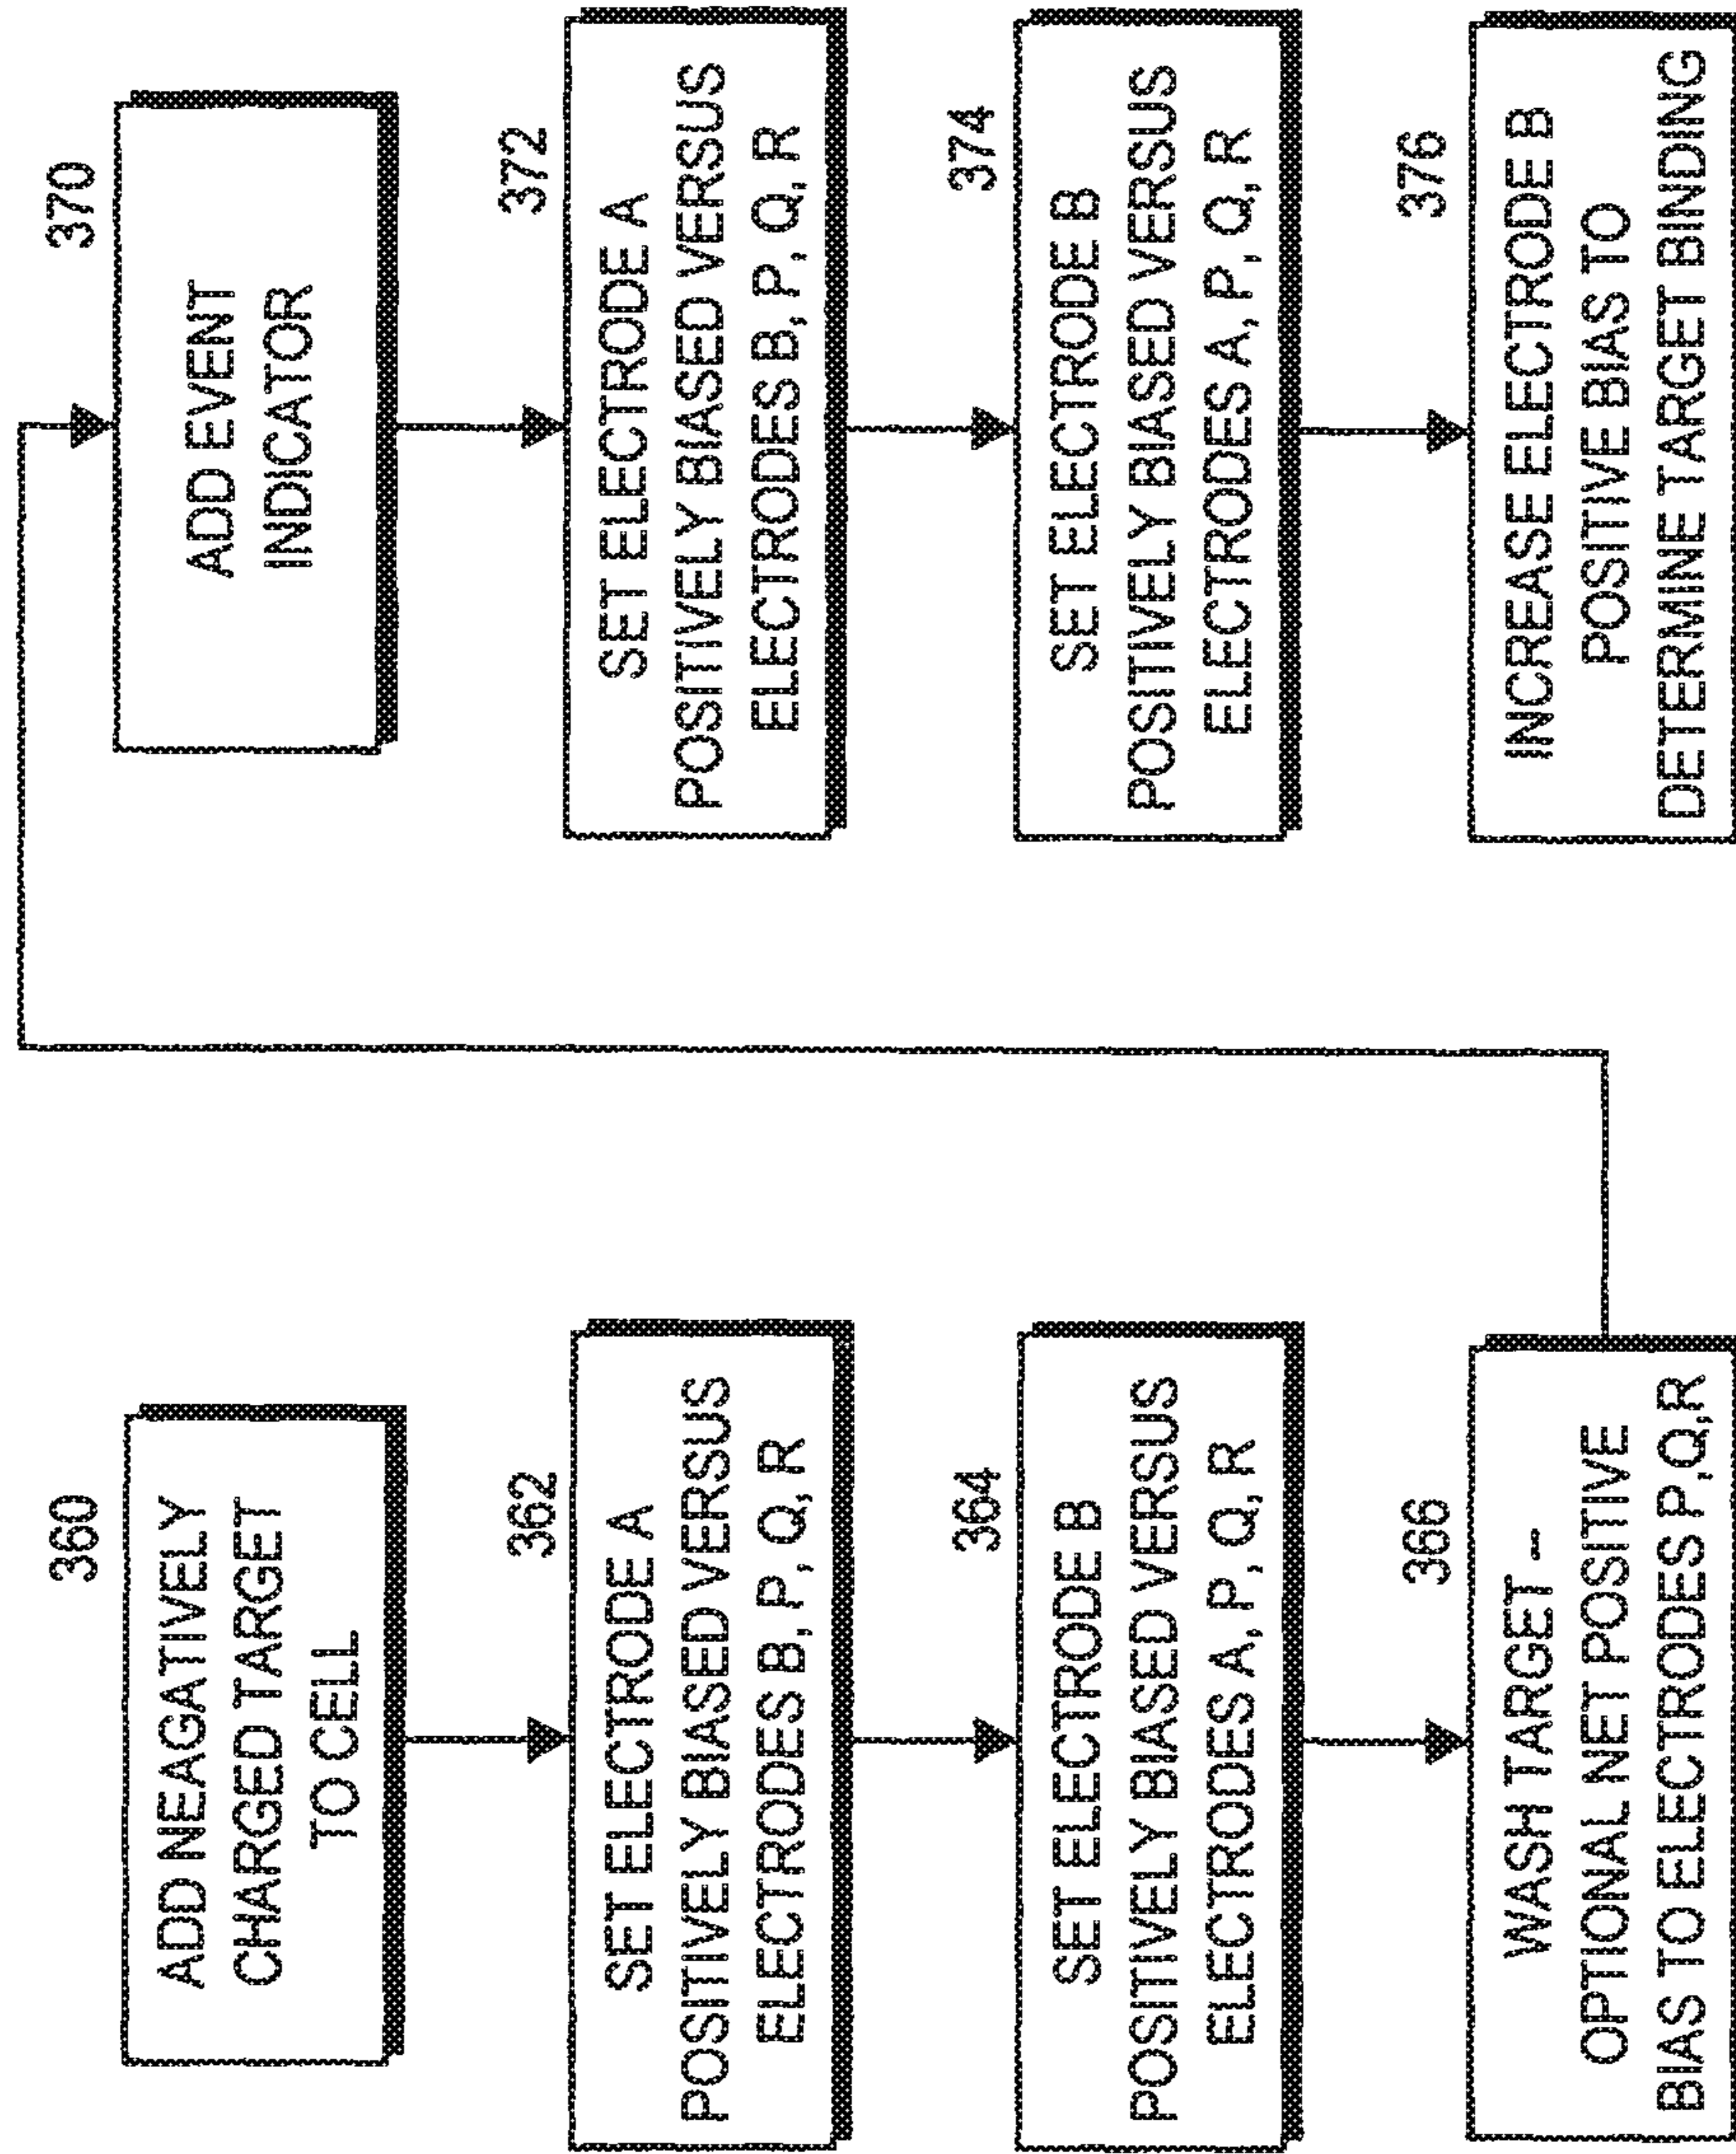 360
ADD NEAGATIVELY
CHARGED TARGET
TO CELL
362
SET ELECTRODE A
POSITIVELY BIASED VERSUS
ELECTRODES B, P, Q, R
364
SET ELECTRODE B
POSITIVELY BIASED VERSUS
ELECTRODES A, P, Q, R
366
WASH TARGET --
OPTIONAL NET POSITIVE
BIAS TO ELECTRODES P,Q,R
370
ADD EVENT
INDICATOR
372
SET ELECTRODE A
POSITIVELY BIASED VERSUS
ELECTRODES B, P, Q, R
374
SET ELECTRODE B
POSITIVELY BIASED VERSUS
ELECTRODES A, P, Q, R
376
INCREASE ELECTRODE B
POSITIVE BIAS TO
DETERMINE TARGET BINDING